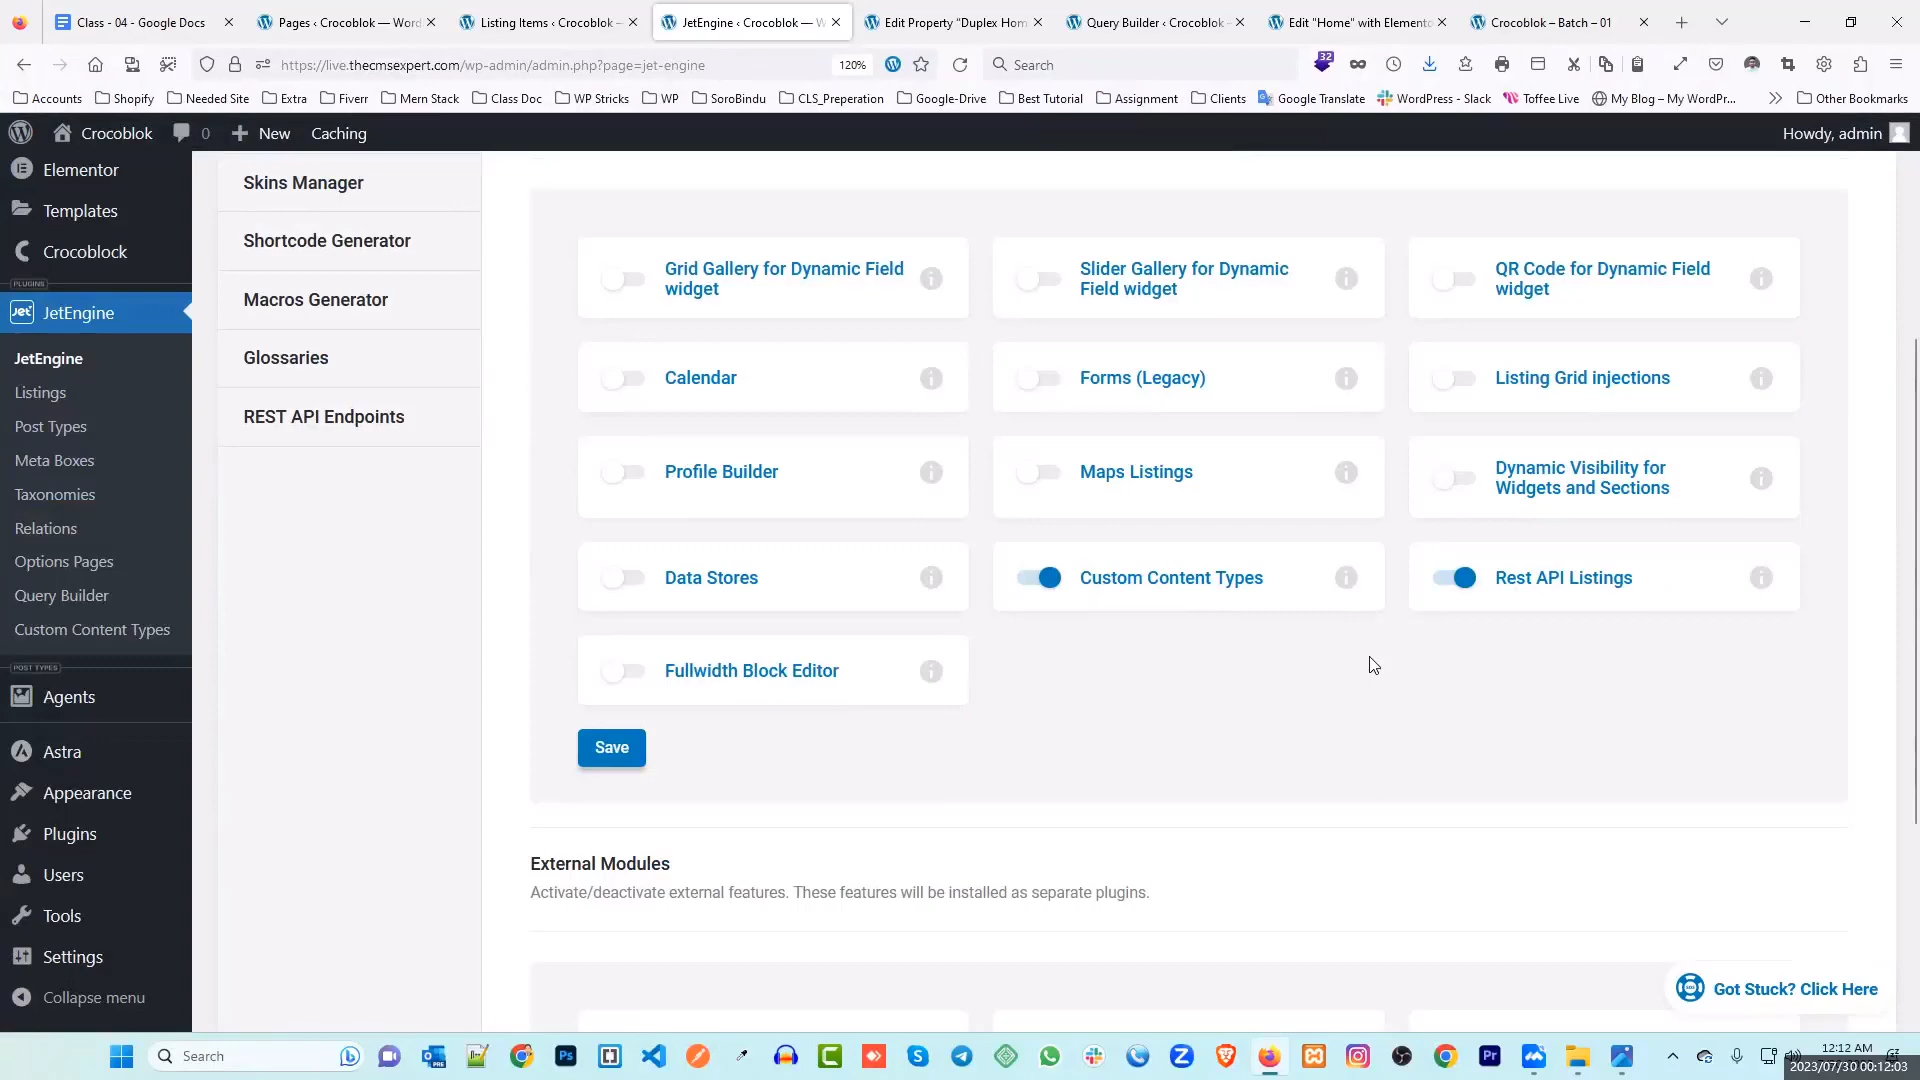 Class - 04 - Google Docs
Pages ‹ Crocoblok — Word
Listing Items ‹ Crocoblok —
JetEngine ‹ Crocoblok — W
Edit Property "Duplex Hom
Query Builder ‹ Crocoblok
Edit "Home" with Elemento
Crocoblok – Batch – 01
https://live.thecmsexpert.com/wp-admin/admin.php?page=jet-engine
120%
Search
32
Accounts
Shopify
Needed Site
Extra
Fiverr
Mern Stack
Class Doc
WP Stricks
WP
SoroBindu
CLS_Preperation
Google-Drive
Best Tutorial
Assignment
Clients
Google Translate
WordPress - Slack
Toffee Live
My Blog – My WordPr...
Other Bookmarks
Crocoblok
0
New
Caching
Howdy, admin
Elementor
Templates
Crocoblock
PLUGINS
JetEngine
JetEngine
Listings
Post Types
Meta Boxes
Taxonomies
Relations
Options Pages
Query Builder
Custom Content Types
POST TYPES
Agents
Astra
Appearance
Plugins
Users
Tools
Settings
Collapse menu
Skins Manager
Shortcode Generator
Macros Generator
Glossaries
REST API Endpoints
Grid Gallery for Dynamic Field
widget
Slider Gallery for Dynamic
Field widget
QR Code for Dynamic Field
widget
Calendar
Forms (Legacy)
Listing Grid injections
Profile Builder
Maps Listings
Dynamic Visibility for
Widgets and Sections
Data Stores
Custom Content Types
Rest API Listings
Fullwidth Block Editor
Save
External Modules
Activate/deactivate external features. These features will be installed as separate plugins.
Got Stuck? Click Here
Search
12:12 AM
2023/07/30 00:12:03